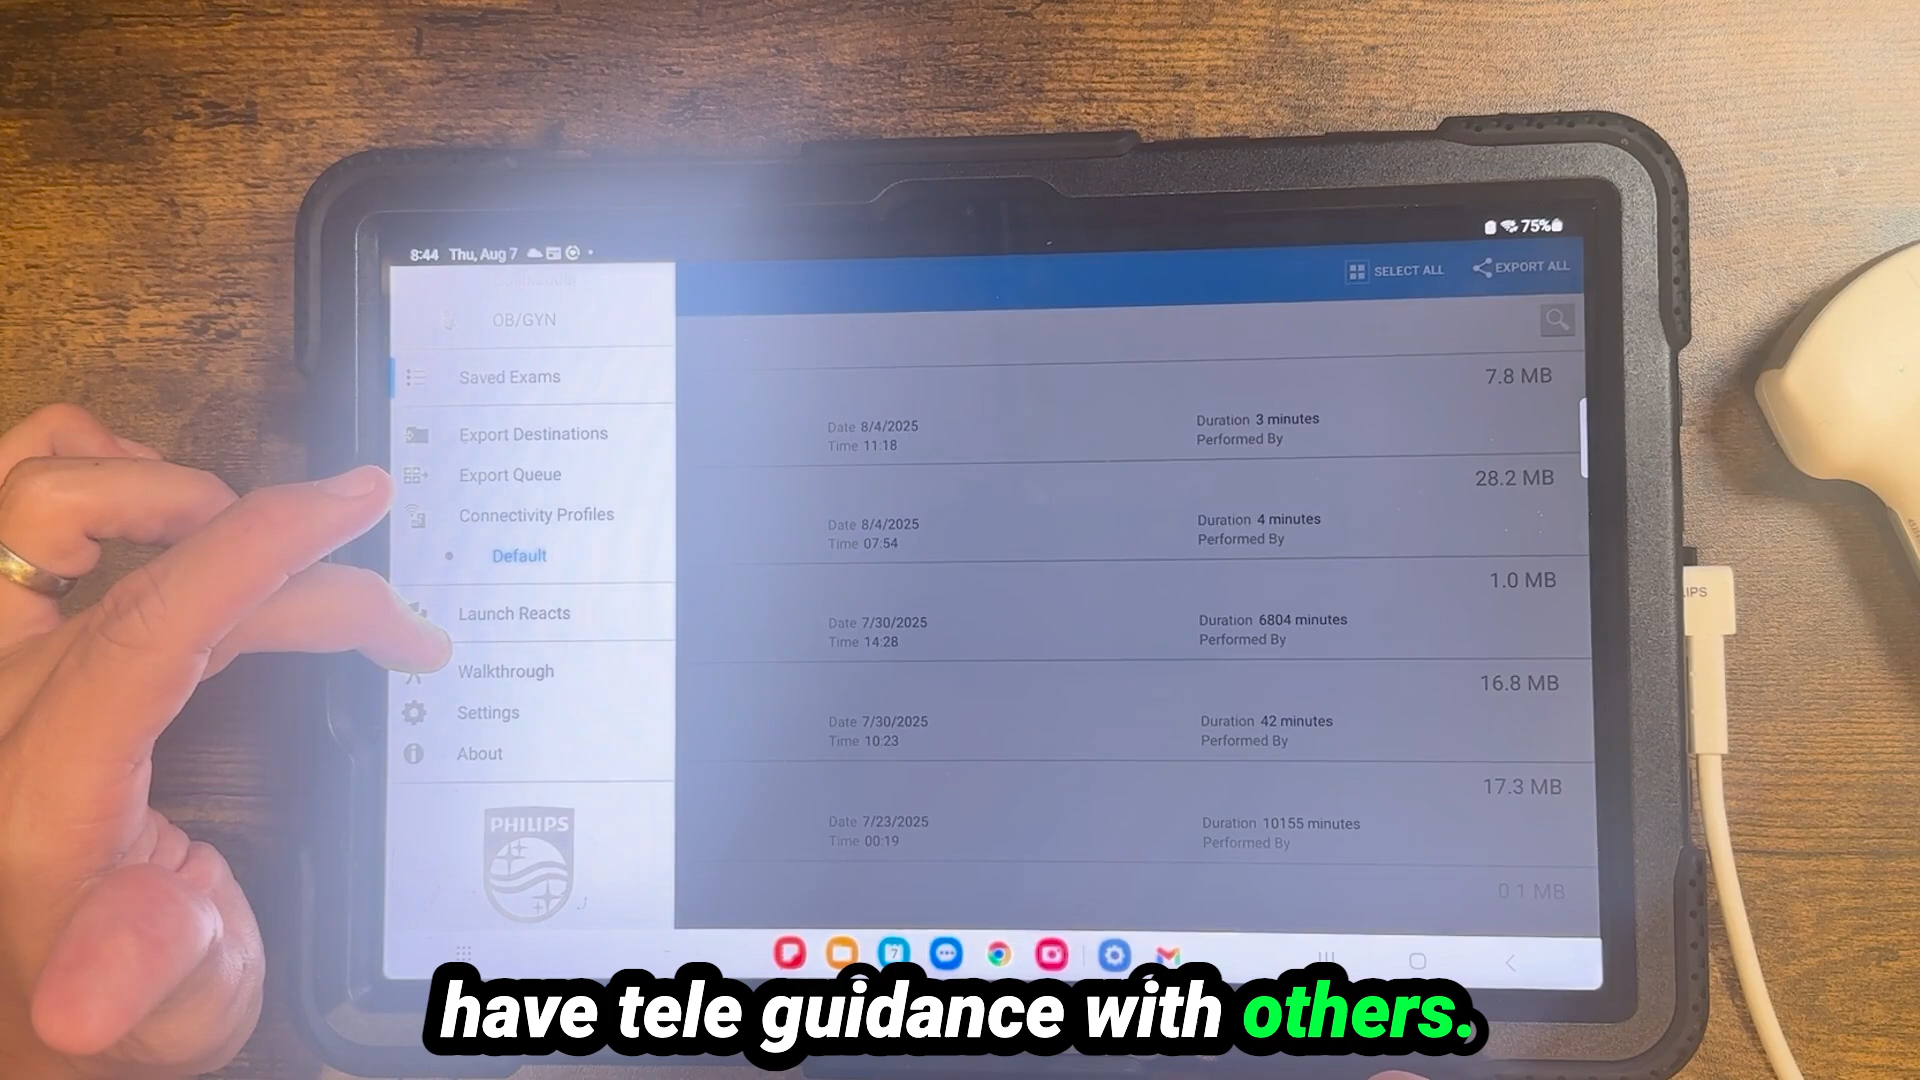 8:44 Thu, Aug 7
75%
SELECT ALL
EXPORT ALL
OB/GYN
Saved Exams
Export Destinations
Export Queue
Connectivity Profiles
Default
Launch Reacts
Walkthrough
Settings
About
PHILIPS
7.8 MB
Date 8/4/2025
Time 11:18
Duration 3 minutes
Performed By
28.2 MB
Date 8/4/2025
Time 07:54
Duration 4 minutes
Performed By
1.0 MB
Date 7/30/2025
Time 14:28
Duration 6804 minutes
Performed By
16.8 MB
Date 7/30/2025
Time 10:23
Duration 42 minutes
Performed By
17.3 MB
Date 7/23/2025
Time 00:19
Duration 10155 minutes
Performed By
0.1 MB
7
have tele guidance with others.